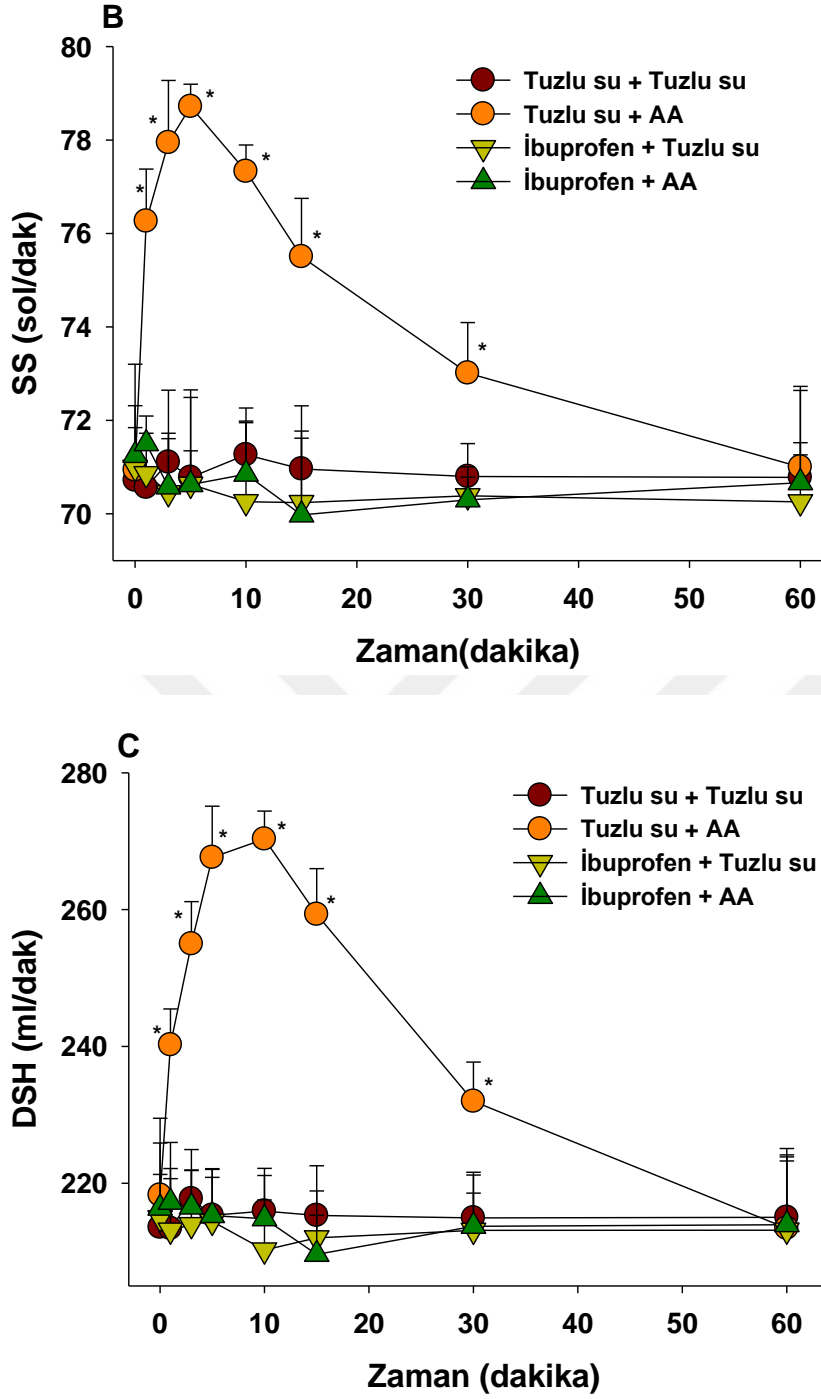 B
80
78
76
74
72
70
SS (sol/dak)
Tuzlu su + Tuzlu su
Tuzlu su + AA
İbuprofen + Tuzlu su
İbuprofen + AA
* * * * * *
0 10 20 30 40 50 60
Zaman(dakika)
C
280
260
240
220
DSH (ml/dak)
Tuzlu su + Tuzlu su
Tuzlu su + AA
İbuprofen + Tuzlu su
İbuprofen + AA
* * * * * *
0 10 20 30 40 50 60
Zaman (dakika)